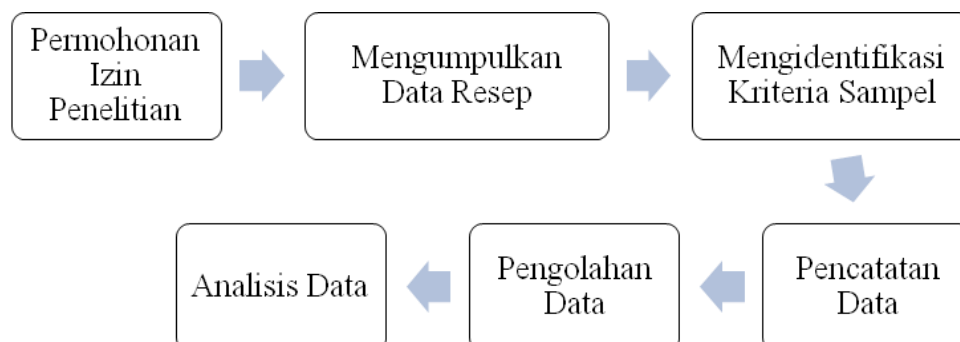 Permohonan
Izin
Penelitian
Mengumpulkan
Data Resep
Mengidentifikasi
Kriteria Sampel
Pencatatan
Data
Pengolahan
Data
Analisis Data